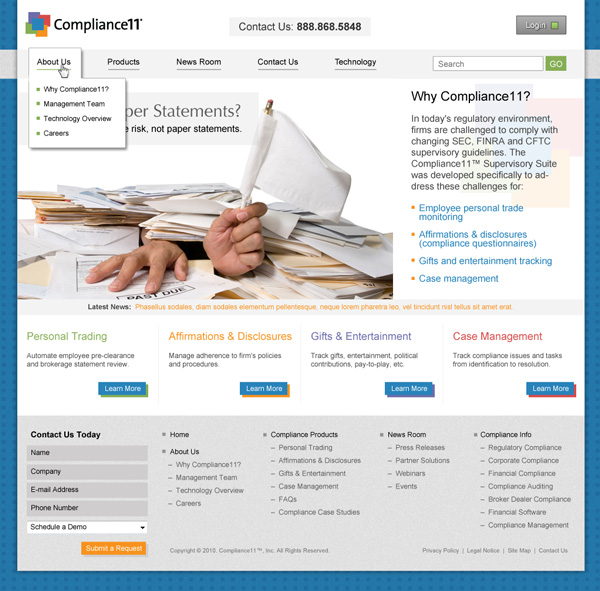 Compliance11
Contact Us: 888.868.5848
Login
About Us
Products
News Room
Contact Us
Technology
Search
GO
Why Compliance11?
Management Team
Technology Overview
Careers
per Statements?
e risk, not paper statements.
PAST DUE
Why Compliance11?
In today's regulatory environment,
firms are challenged to comply with
changing SEC, FINRA and CFTC
supervisory guidelines. The
Compliance11™ Supervisory Suite
was developed specifically to ad-
dress these challenges for:
Employee personal trade
monitoring
Affirmations & disclosures
(compliance questionnaires)
Gifts and entertainment tracking
Case management
Latest News: Phasellus sodales, diam sodales elementum pellentesque, neque lorem pharetra leo, vel tincidunt nisl tellus sit amet erat.
Personal Trading
Automate employee pre-clearance
and brokerage statement review.
Learn More
Affirmations & Disclosures
Manage adherence to firm's policies
and procedures.
Learn More
Gifts & Entertainment
Track gifts, entertainment, political
contributions, pay-to-play, etc.
Learn More
Case Management
Track compliance issues and tasks
from identification to resolution.
Learn More
Contact Us Today
Name
Company
E-mail Address
Phone Number
Schedule a Demo
Submit a Request
Home
About Us
– Why Compliance11?
– Management Team
– Technology Overview
– Careers
Compliance Products
– Personal Trading
– Affirmations & Disclosures
– Gifts & Entertainment
– Case Management
– FAQs
– Compliance Case Studies
News Room
– Press Releases
– Partner Solutions
– Webinars
– Events
Compliance Info
– Regulatory Compliance
– Corporate Compliance
– Financial Compliance
– Compliance Auditing
– Broker Dealer Compliance
– Financial Software
– Compliance Management
Copyright © 2010. Compliance11™, Inc. All Rights Reserved.
Privacy Policy | Legal Notice | Site Map | Contact Us